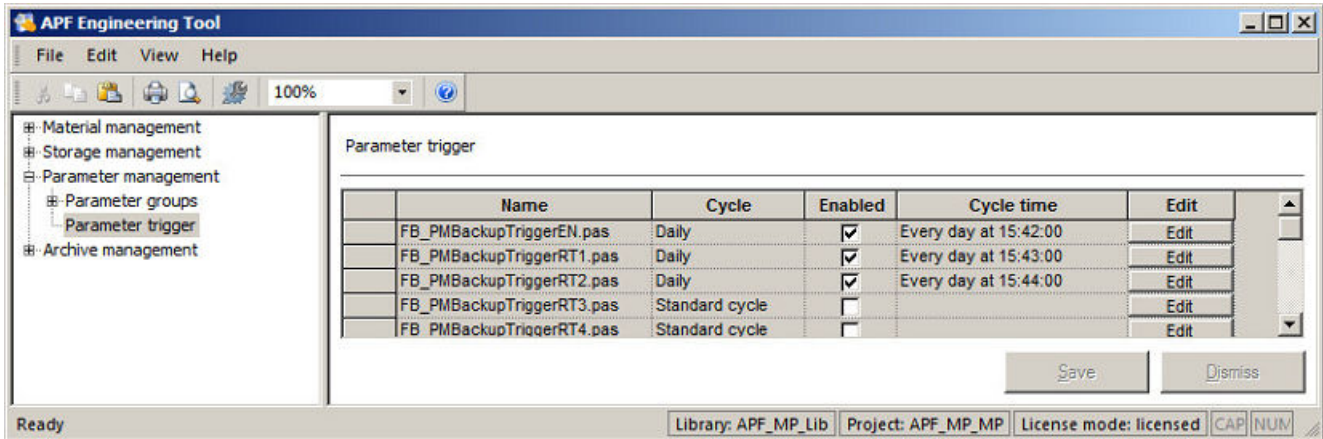 APF Engineering Tool
File Edit View Help
100%
Material management
Storage management
Parameter management
Parameter groups
Parameter trigger
Archive management
Parameter trigger
Name Cycle Enabled Cycle time Edit
FB_PMBackupTriggerEN.pas Daily Every day at 15:42:00 Edit
FB_PMBackupTriggerRT1.pas Daily Every day at 15:43:00 Edit
FB_PMBackupTriggerRT2.pas Daily Every day at 15:44:00 Edit
FB_PMBackupTriggerRT3.pas Standard cycle Edit
FB_PMBackupTriggerRT4.pas Standard cycle Edit
Save Dismiss
Ready Library: APF_MP_Lib Project: APF_MP_MP License mode: licensed CAP NUM